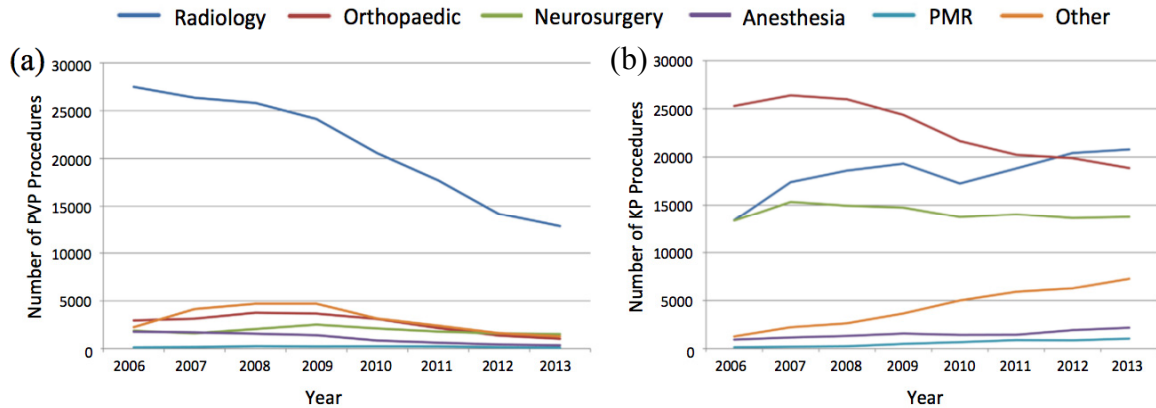 Radiology Orthopaedic Neurosurgery Anesthesia PMR Other
(a)
Number of PVP Procedures
30000
25000
20000
15000
10000
5000
0
2006 2007 2008 2009 2010 2011 2012 2013
Year
(b)
Number of KP Procedures
30000
25000
20000
15000
10000
5000
0
2006 2007 2008 2009 2010 2011 2012 2013
Year